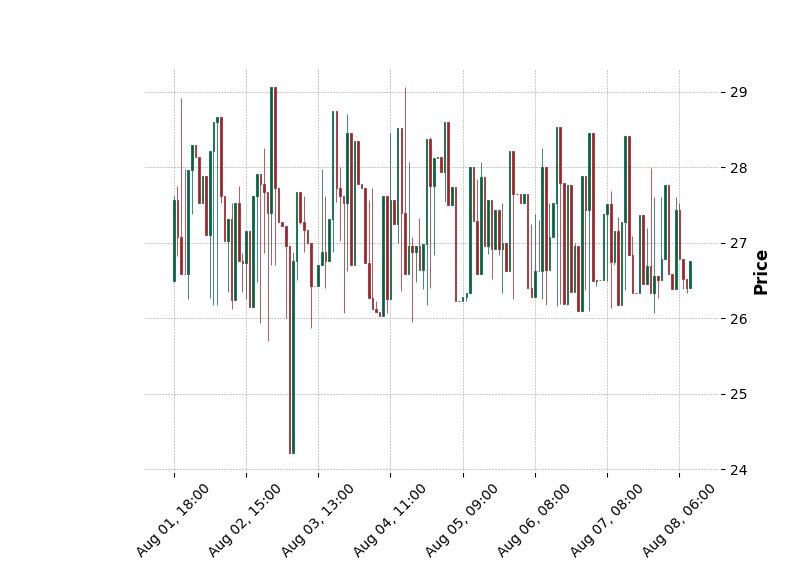 29
28
27
26
25
24
Price
Aug 01, 18:00
Aug 02, 15:00
Aug 03, 13:00
Aug 04, 11:00
Aug 05, 09:00
Aug 06, 08:00
Aug 07, 08:00
Aug 08, 06:00